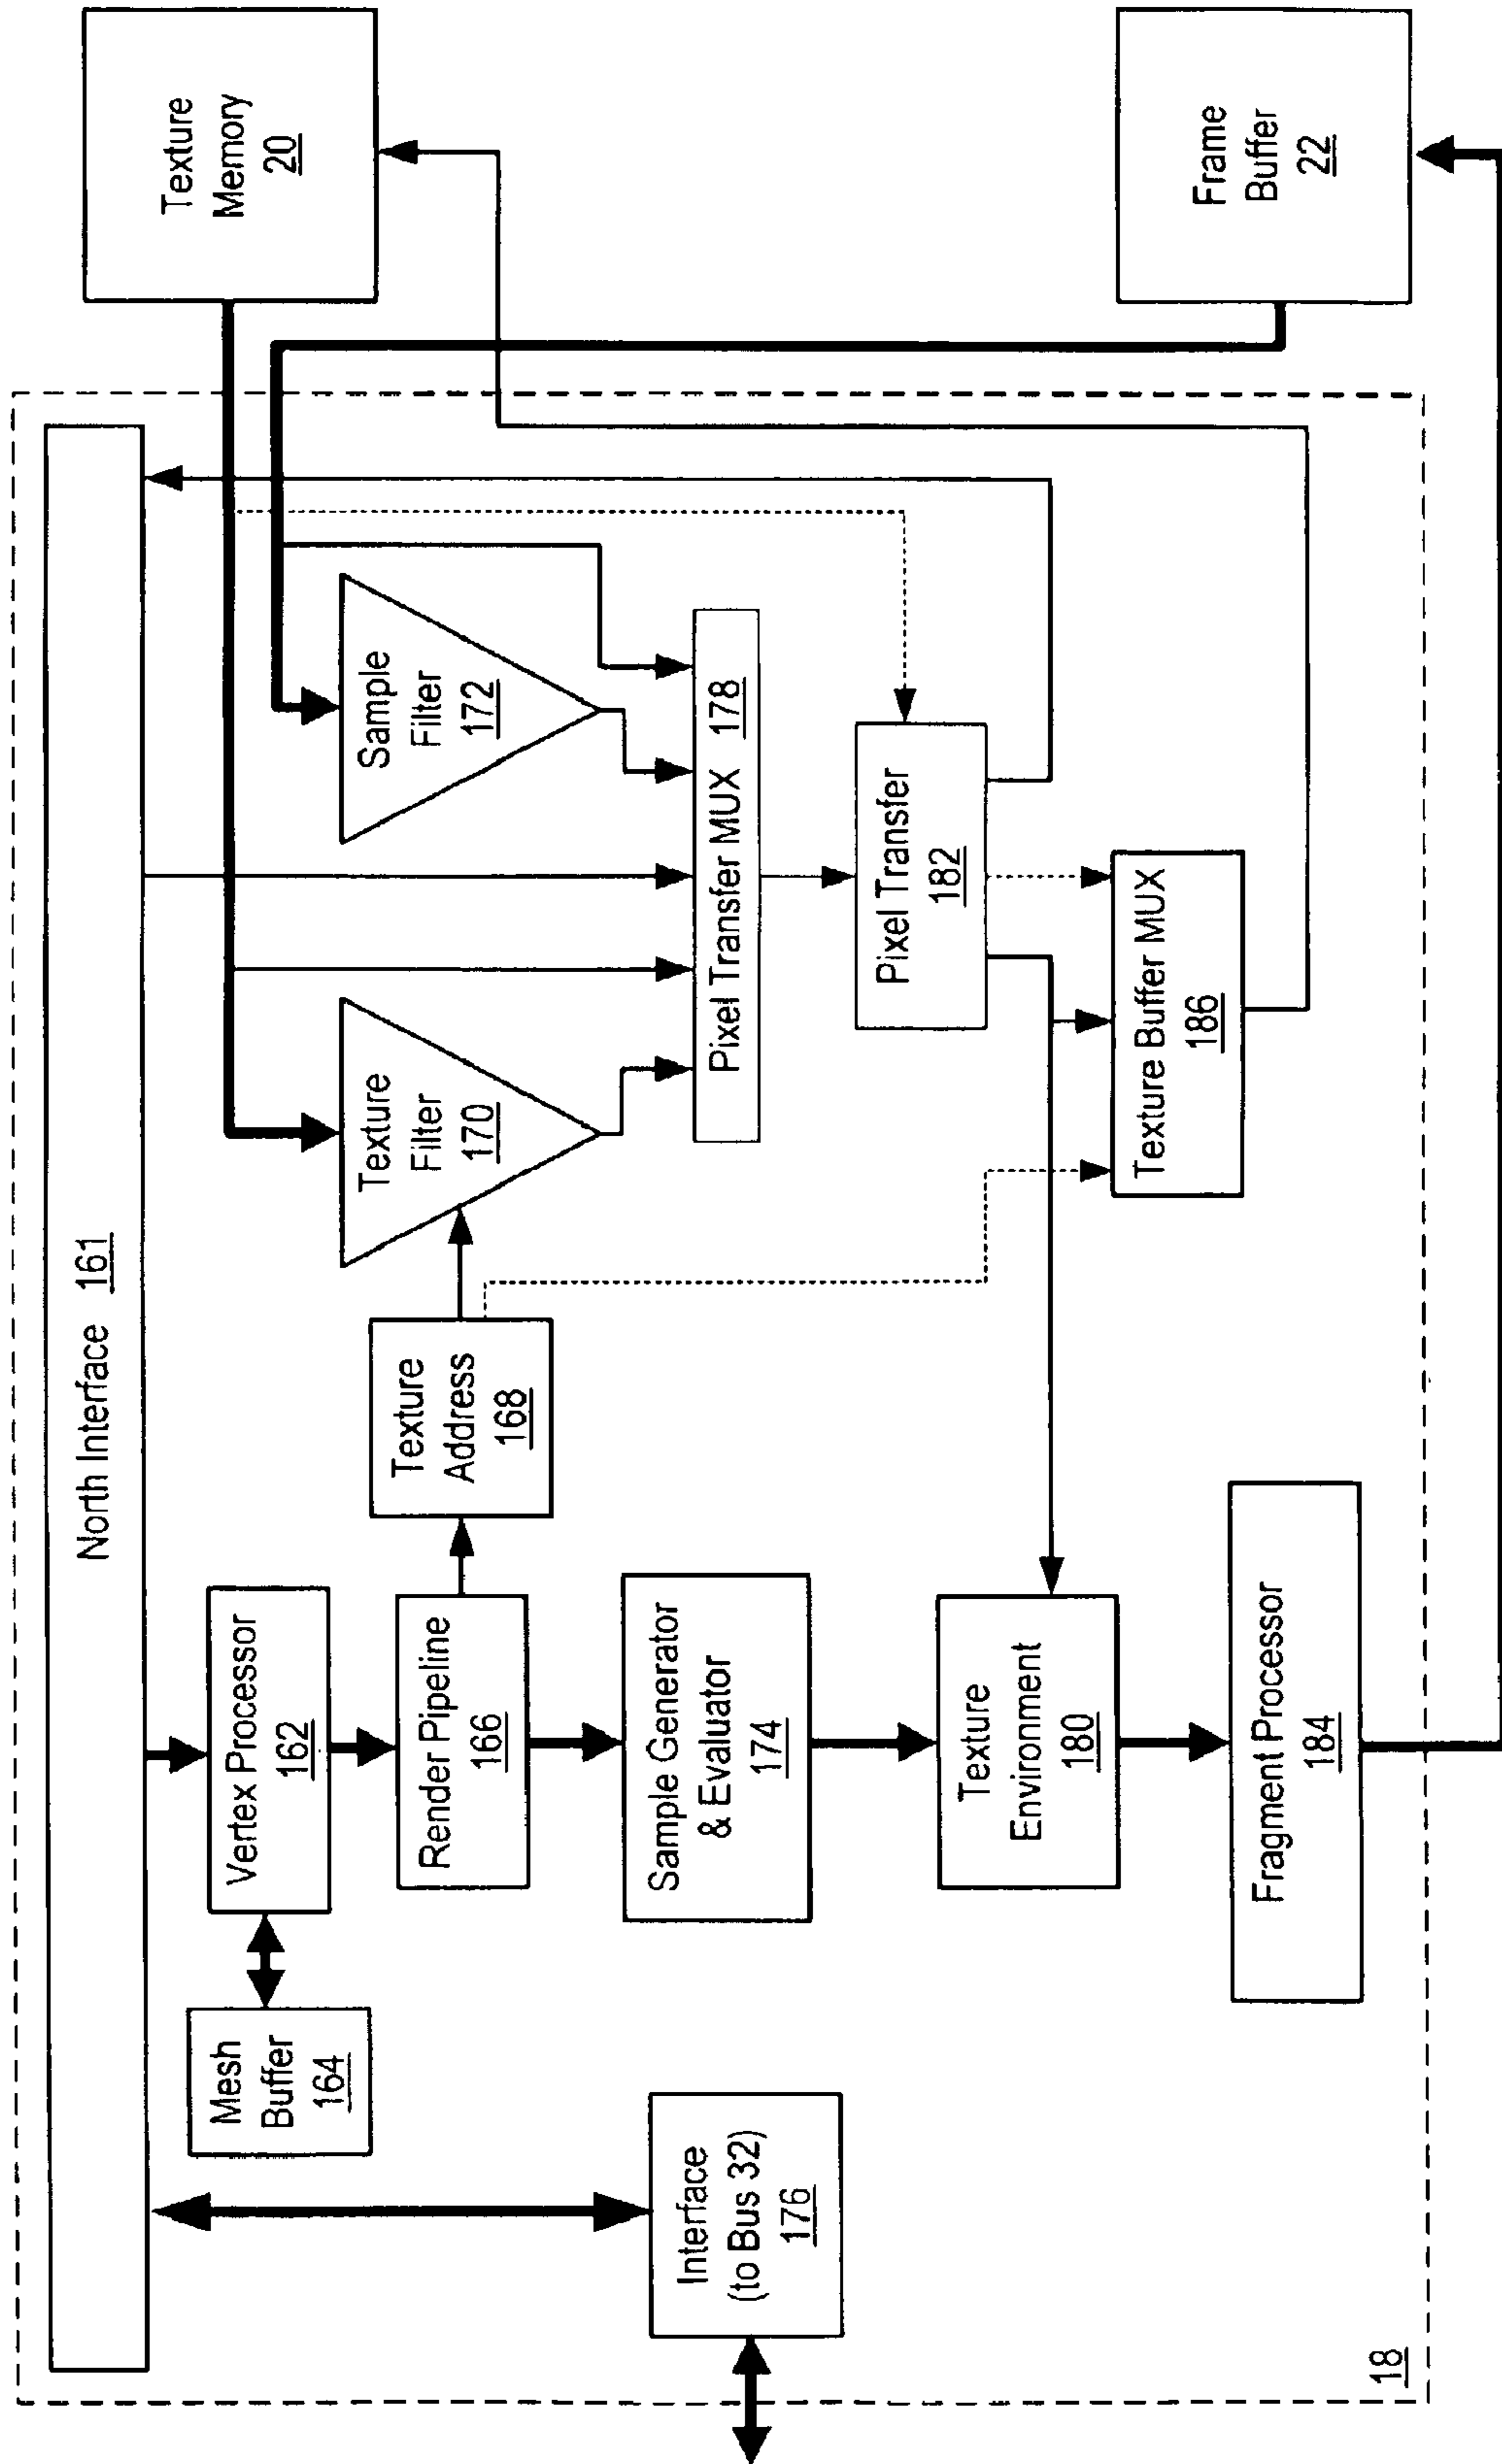 North Interface 161
Texture
Memory
20
Mesh
Buffer
164
Vertex Processor
162
Render Pipeline
166
Texture
Address
168
Texture
Filter
170
Sample
Filter
172
Interface
(to Bus 32)
176
Sample Generator
& Evaluator
174
Pixel Transfer MUX 178
Texture
Environment
180
Pixel Transfer
182
Fragment Processor
184
Texture Buffer MUX
186
Frame
Buffer
22
18